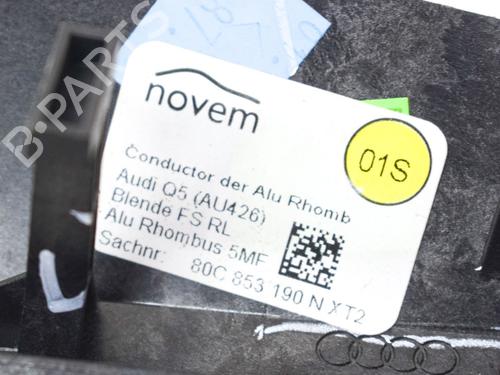 novem
01S
Conductor der Alu Rhomb
Audi Q5 (AU426)
Blende FS RL
Alu Rhombus 5MF
Sachnr: 80C 853 190 N XT2
B-PARTS